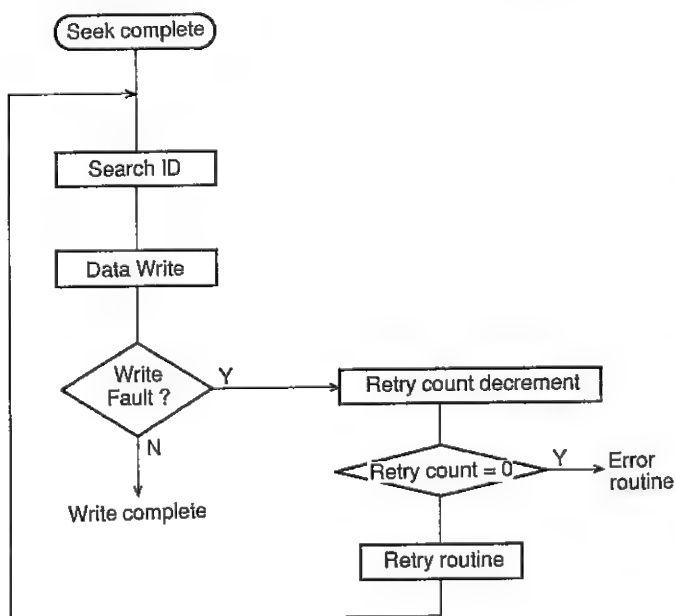 Seek complete
Search ID
Data Write
Write
Fault ?
Y
N
Write complete
Retry count decrement
Retry count = 0
Y
Error
routine
Retry routine